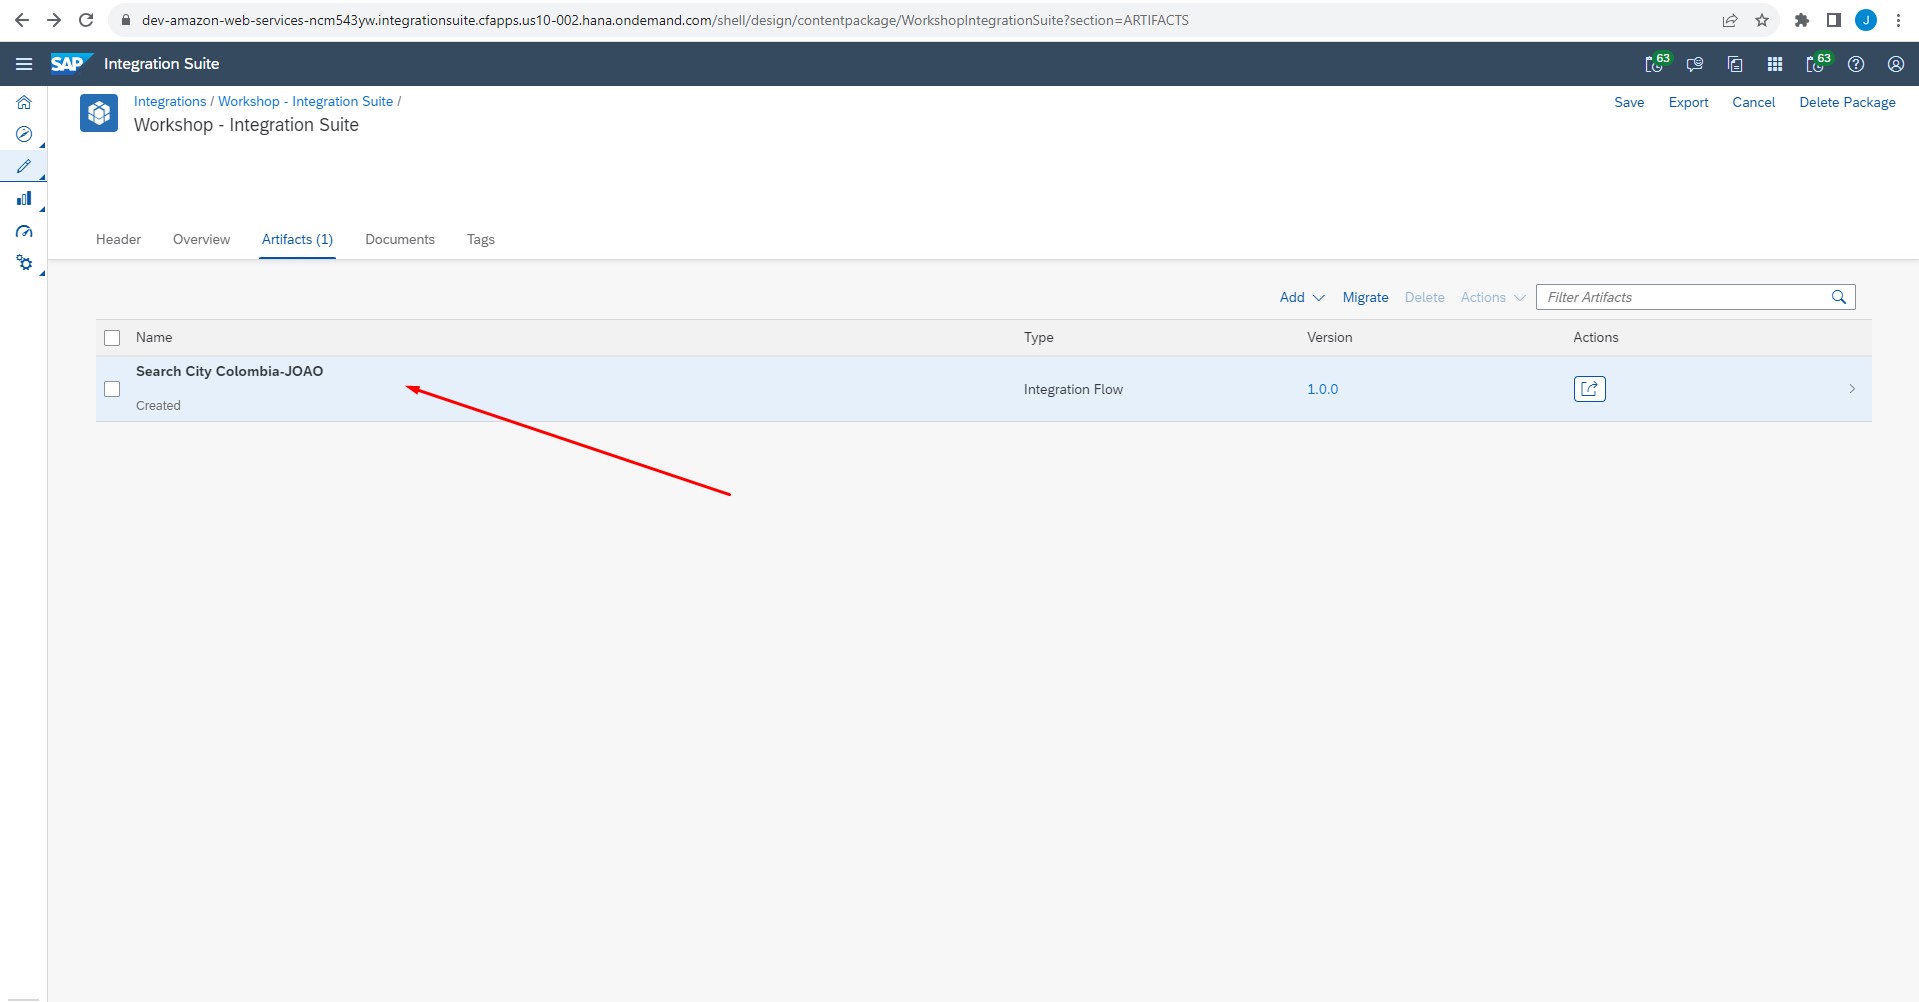 dev-amazon-web-services-ncm543yw.integrationsuite.cfapps.us10-002.hana.ondemand.com/shell/design/contentpackage/WorkshopIntegrationSuite?section=ARTIFACTS
J
SAP Integration Suite
63
63
Integrations / Workshop - Integration Suite /
Workshop - Integration Suite
Save Export Cancel Delete Package
Header Overview Artifacts (1) Documents Tags
Add Migrate Delete Actions Filter Artifacts
Name Type Version Actions
Search City Colombia-JOAO
Created
Integration Flow 1.0.0